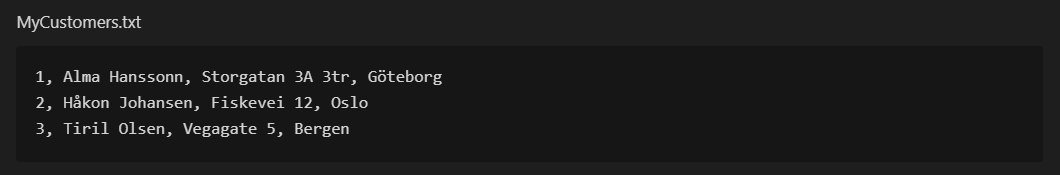 MyCustomers.txt
1, Alma Hanssonn, Storgatan 3A 3tr, Göteborg
2, Håkon Johansen, Fiskevei 12, Oslo
3, Tiril Olsen, Vegagate 5, Bergen